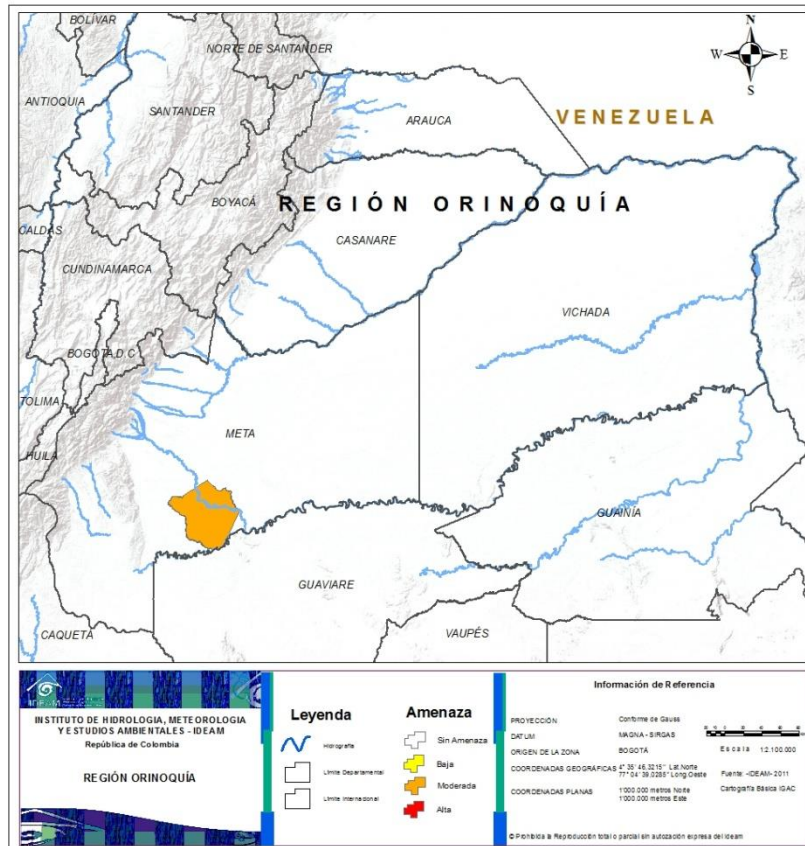 BOLÍVAR
NORTE DE SANTANDER
N
W E
S
ANTIOQUIA
SANTANDER
ARAUCA
VENEZUELA
BOYACÁ
REGIÓN ORINOQUÍA
CALDAS
CASANARE
CUNDINAMARCA
VICHADA
BOGOTÁ D.C
TOLIMA
META
HUILA
GUAINÍA
GUAVIARE
CAQUETÁ
VAUPÉS
INSTITUTO DE HIDROLOGIA, METEOROLOGIA
Y ESTUDIOS AMBIENTALES - IDEAM
República de Colombia
REGIÓN ORINOQUÍA
Leyenda
Hidrografía
Límite Departamental
Límite Internacional
Amenaza
Sin Amenaza
Baja
Moderada
Alta
Información de Referencia
PROYECCIÓN Conforme de Gauss
DATUM MAGNA - SIRGAS
ORIGEN DE LA ZONA BOGOTÁ
Escala 1:2.100.000
COORDENADAS GEOGRÁFICAS 4° 35' 46,3215" Lat.Norte
77° 04' 39,0285" Long.Oeste
Fuente: -IDEAM- 2011
COORDENADAS PLANAS 1'000.000 metros Norte
1'000.000 metros Este
Cartografía Básica IGAC
© Prohibida la Reproducción total o parcial sin autorización expresa del Ideam